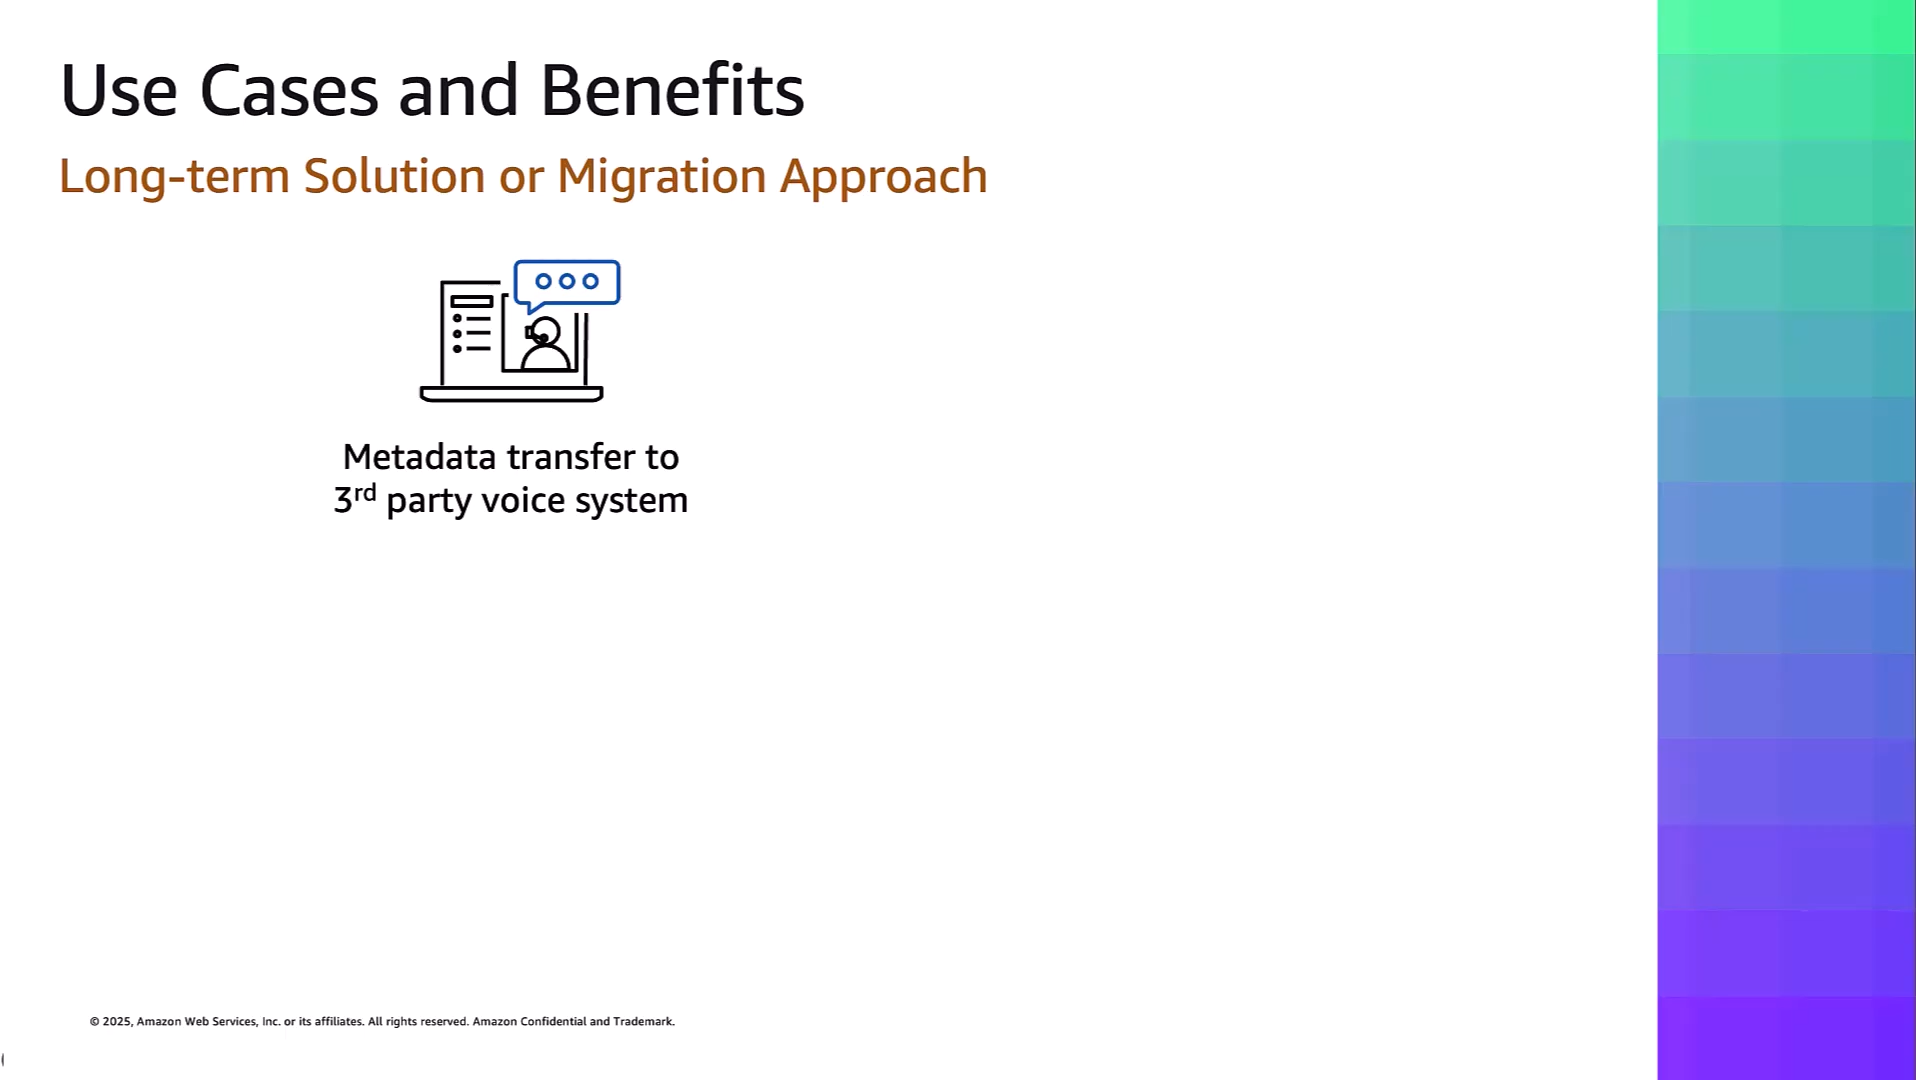 Use Cases and Benefits
Long-term Solution or Migration Approach
Metadata transfer to
3rd party voice system
© 2025, Amazon Web Services, Inc. or its affiliates. All rights reserved. Amazon Confidential and Trademark.